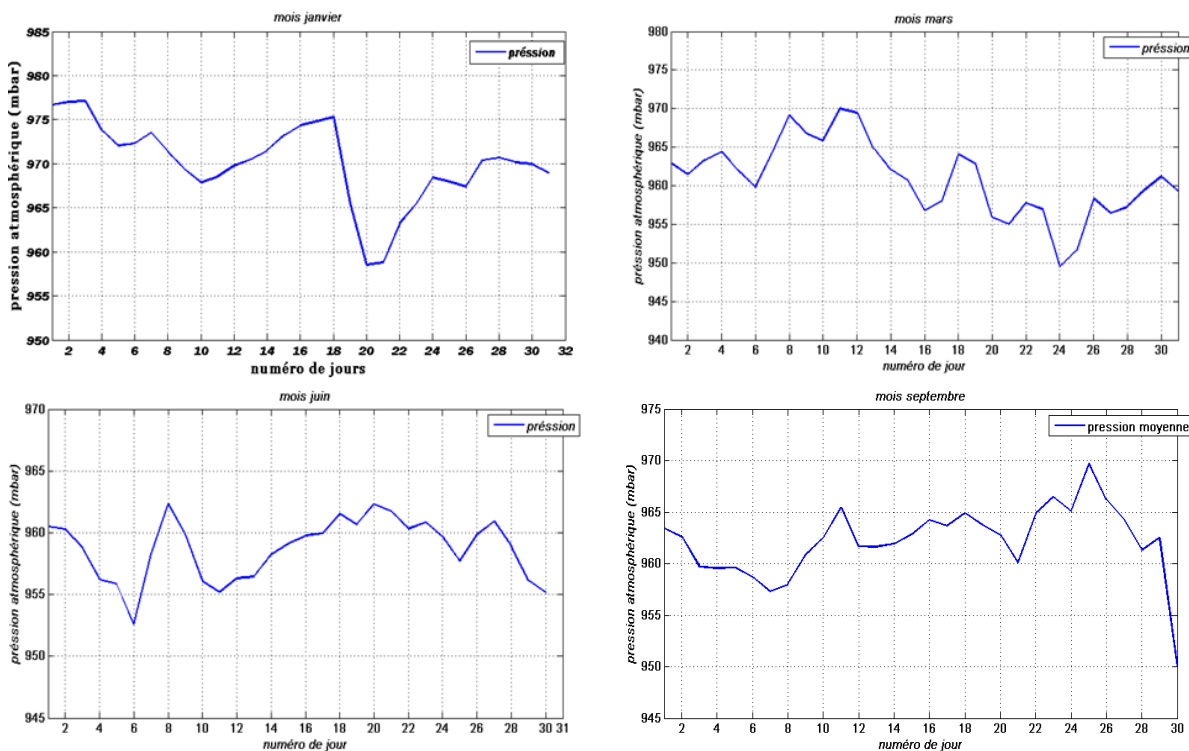 mois janvier
985
980
975
970
965
960
955
950
pression atmosphérique (mbar)
préssion
2 4 6 8 10 12 14 16 18 20 22 24 26 28 30 32
numéro de jours
mois mars
980
975
970
965
960
955
950
945
940
préssion atmosphérique (mbar)
préssion
2 4 6 8 10 12 14 16 18 20 22 24 26 28 30
numéro de jour
mois juin
970
965
960
955
950
945
préssion atmosphérique (mbar)
préssion
2 4 6 8 10 12 14 16 18 20 22 24 26 28 30 31
numéro de jour
mois septembre
975
970
965
960
955
950
945
pression atmosphérique (mbar)
pression moyenne
2 4 6 8 10 12 14 16 18 20 22 24 26 28 30
numéro de jour